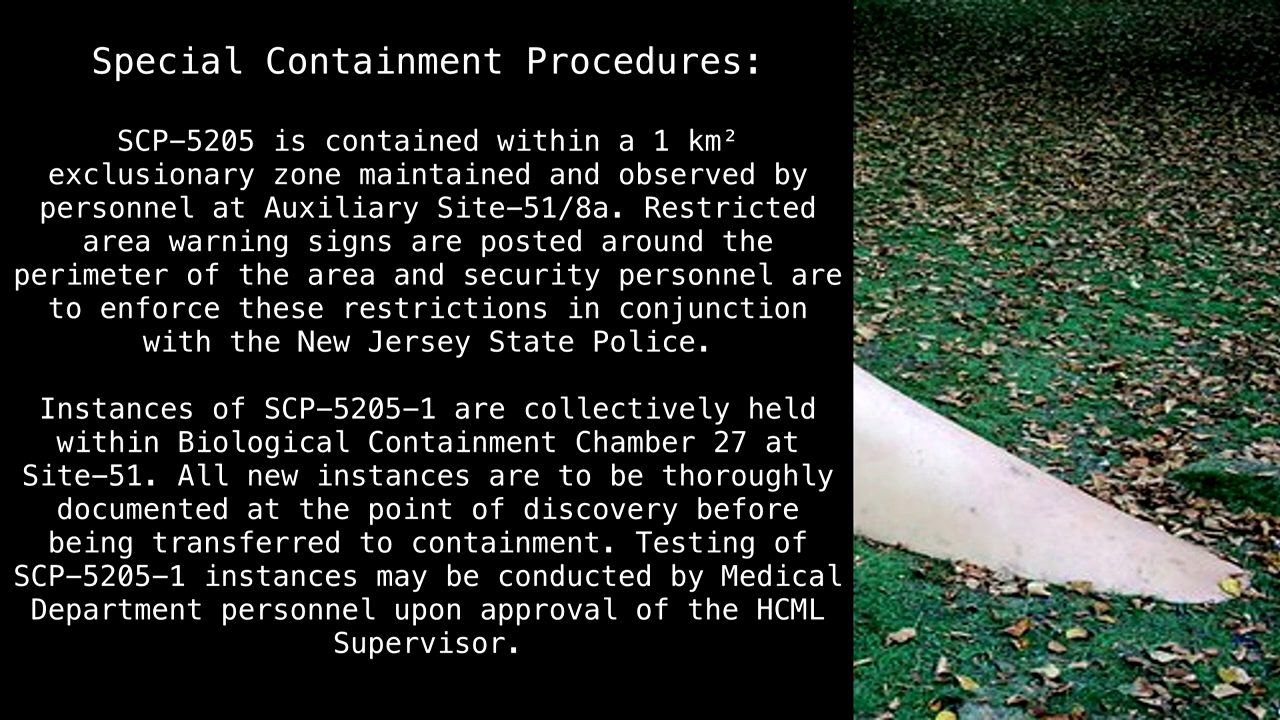 Special Containment Procedures:
SCP-5205 is contained within a 1 km²
exclusionary zone maintained and observed by
personnel at Auxiliary Site-51/8a. Restricted
area warning signs are posted around the
perimeter of the area and security personnel are
to enforce these restrictions in conjunction
with the New Jersey State Police.
Instances of SCP-5205-1 are collectively held
within Biological Containment Chamber 27 at
Site-51. All new instances are to be thoroughly
documented at the point of discovery before
being transferred to containment. Testing of
SCP-5205-1 instances may be conducted by Medical
Department personnel upon approval of the HCML
Supervisor.